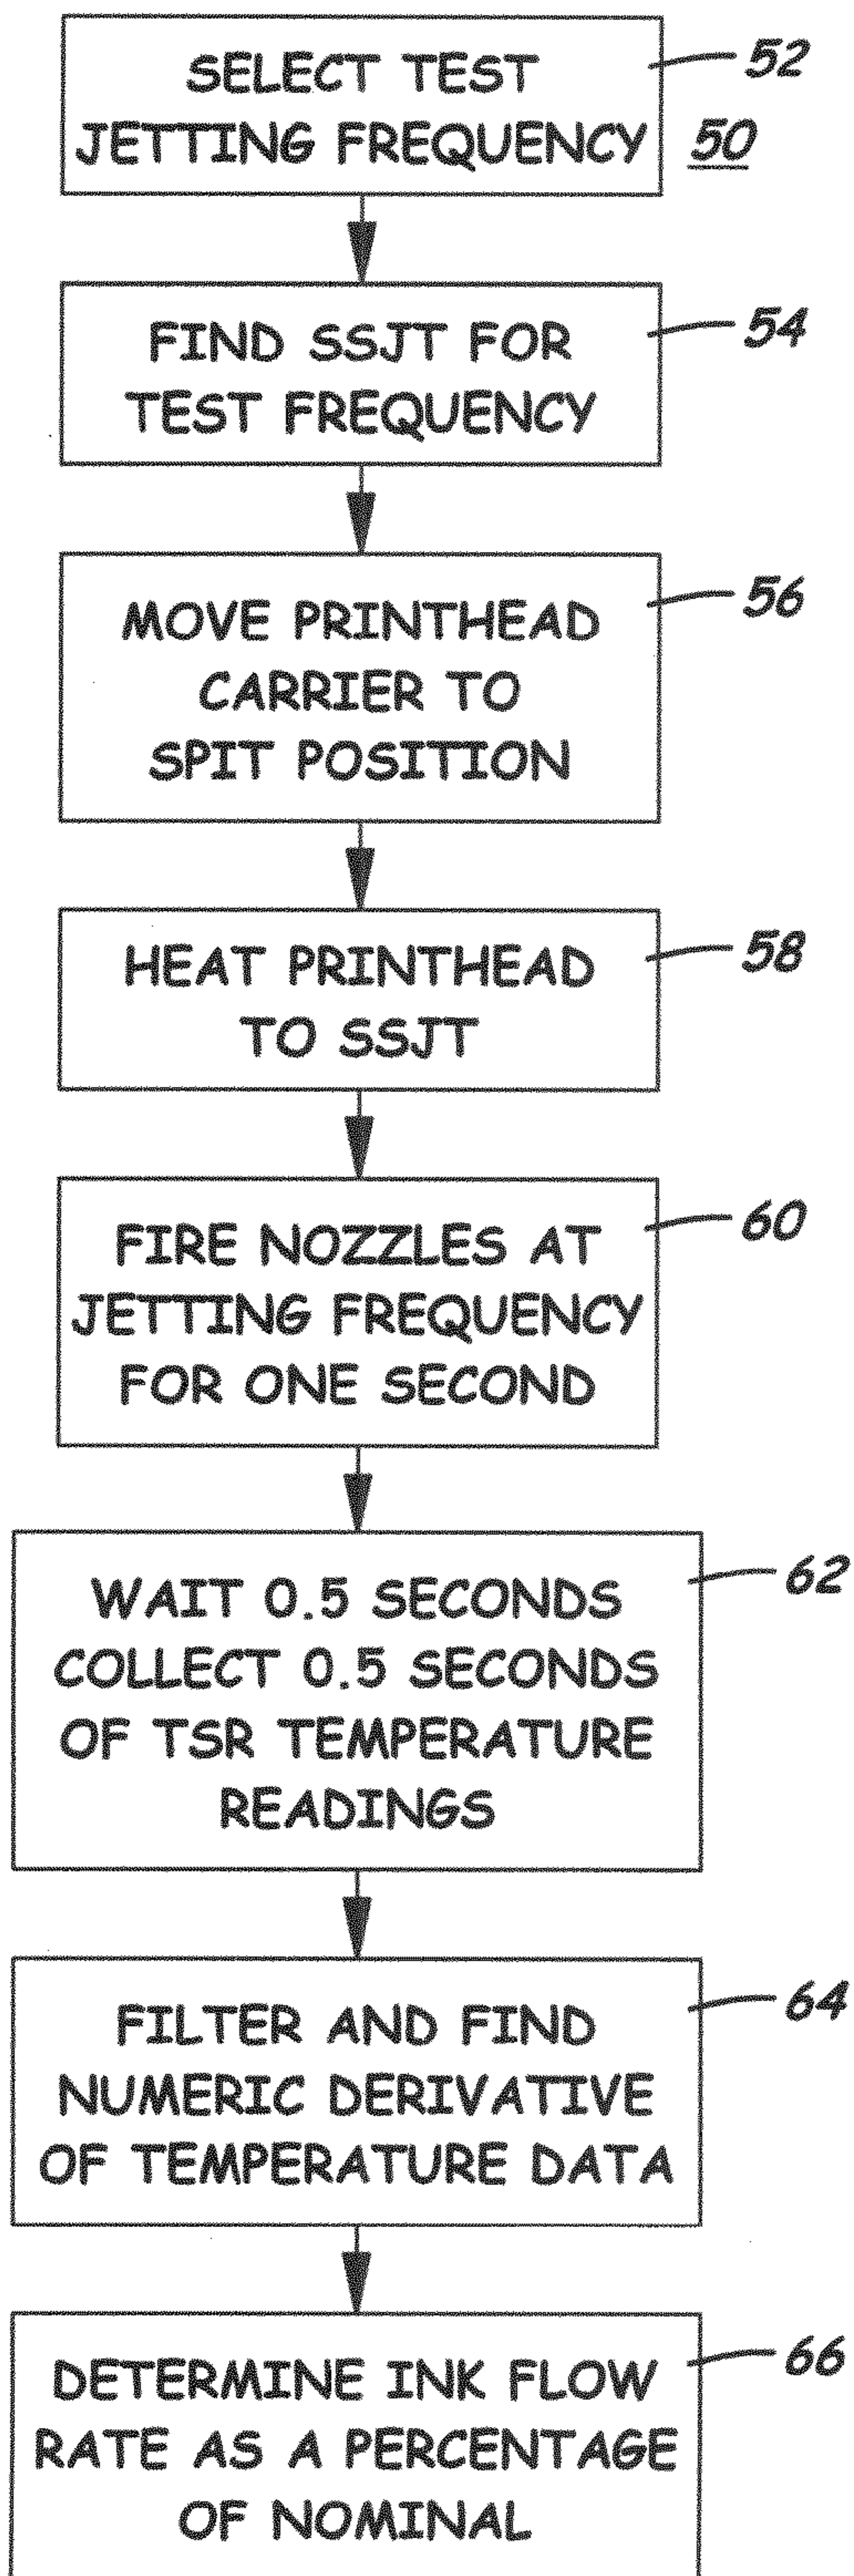 SELECT TEST
JETTING FREQUENCY
52
50
FIND SSJT FOR
TEST FREQUENCY
54
MOVE PRINTHEAD
CARRIER TO
SPIT POSITION
56
HEAT PRINTHEAD
TO SSJT
58
FIRE NOZZLES AT
JETTING FREQUENCY
FOR ONE SECOND
60
WAIT 0.5 SECONDS
COLLECT 0.5 SECONDS
OF TSR TEMPERATURE
READINGS
62
FILTER AND FIND
NUMERIC DERIVATIVE
OF TEMPERATURE DATA
64
DETERMINE INK FLOW
RATE AS A PERCENTAGE
OF NOMINAL
66